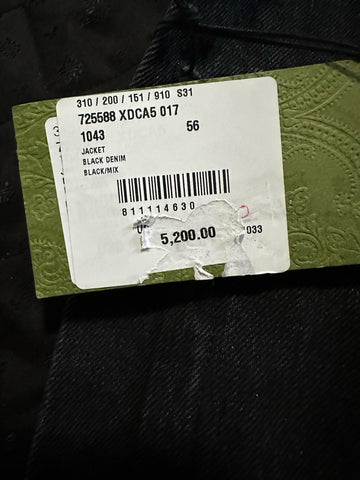 310 / 200 / 151 / 910 S31
725588 XDCA5 017
1043 56
JACKET
BLACK DENIM
BLACK/MIX
811114630
5,200.00
033